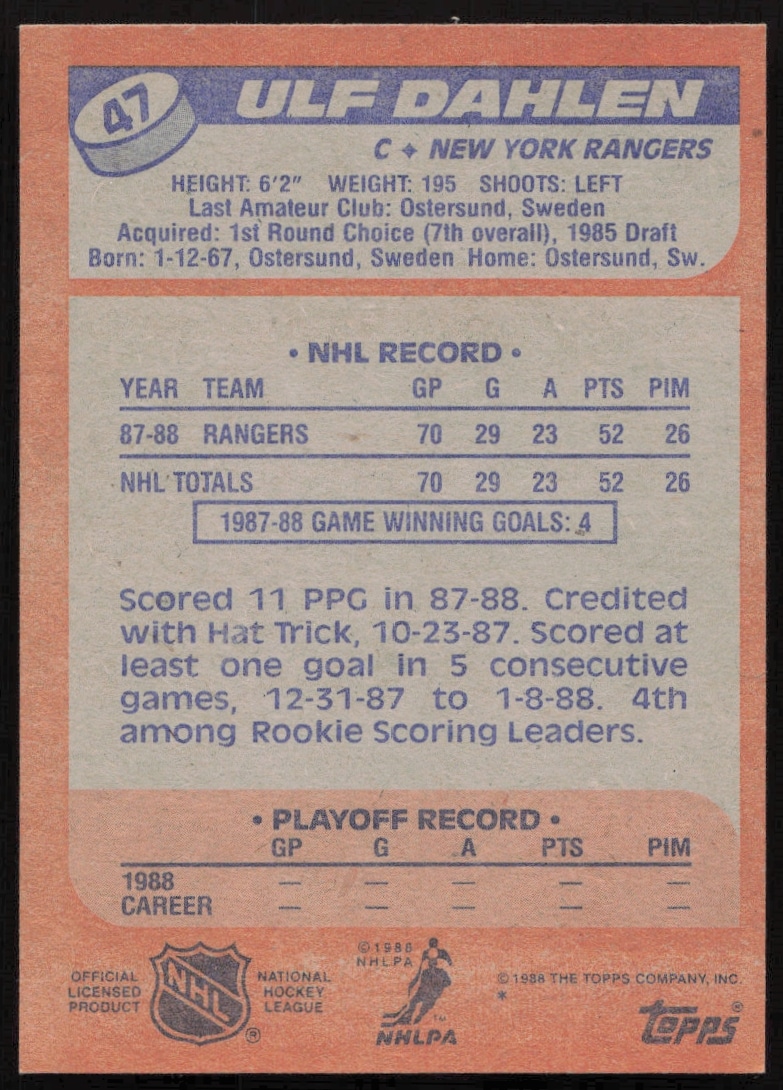 47
ULF DAHLEN
C ♦ NEW YORK RANGERS
HEIGHT: 6'2" WEIGHT: 195 SHOOTS: LEFT
Last Amateur Club: Ostersund, Sweden
Acquired: 1st Round Choice (7th overall), 1985 Draft
Born: 1-12-67, Ostersund, Sweden Home: Ostersund, Sw.
• NHL RECORD •
YEAR TEAM GP G A PTS PIM
87-88 RANGERS 70 29 23 52 26
NHL TOTALS 70 29 23 52 26
1987-88 GAME WINNING GOALS: 4
Scored 11 PPG in 87-88. Credited
with Hat Trick, 10-23-87. Scored at
least one goal in 5 consecutive
games, 12-31-87 to 1-8-88. 4th
among Rookie Scoring Leaders.
• PLAYOFF RECORD •
GP G A PTS PIM
1988 — — — — —
CAREER — — — — —
OFFICIAL
LICENSED
PRODUCT
NHL
®
NATIONAL
HOCKEY
LEAGUE
©1988
NHLPA
™
NHLPA
©1988 THE TOPPS COMPANY, INC.
*
topps®